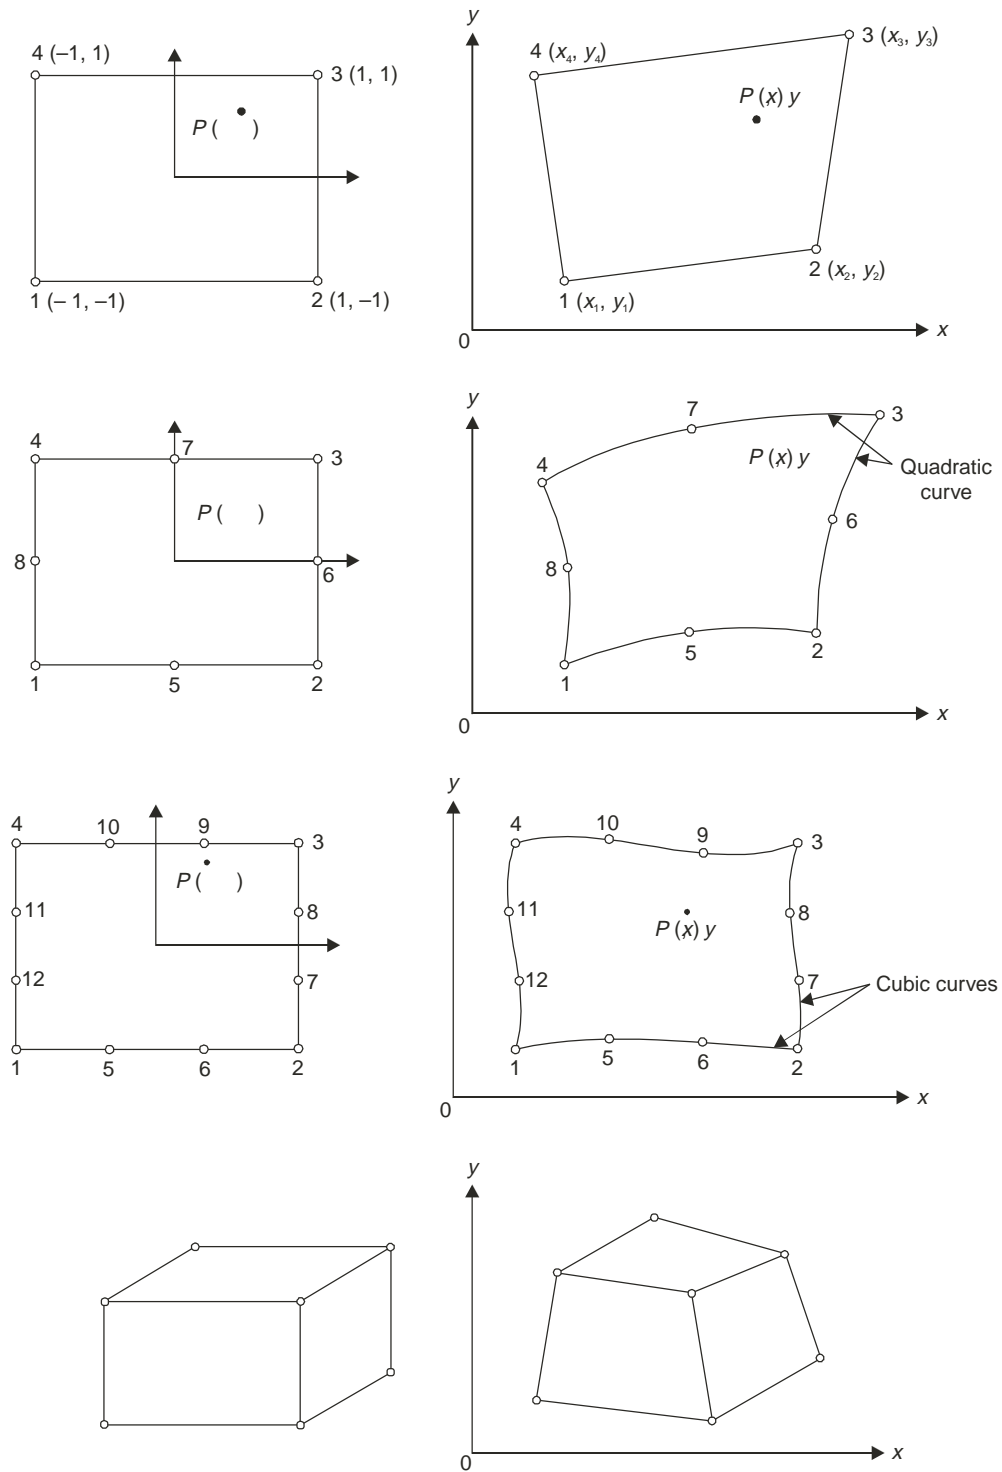 4 (–1, 1)
3 (1, 1)
P ( )
1 (– 1, –1)
2 (1, –1)
y
4 (x₄, y₄)
3 (x₃, y₃)
P (x) y
2 (x₂, y₂)
1 (x₁, y₁)
0
x
4
7
3
P ( )
8
6
1
5
2
y
7
3
4
P (x) y
Quadratic
curve
6
8
5
2
1
0
x
4
10
9
3
P ( )
11
8
12
7
1
5
6
2
y
4
10
9
3
11
8
P (x) y
12
7
Cubic curves
1
5
6
2
0
x
y
0
x